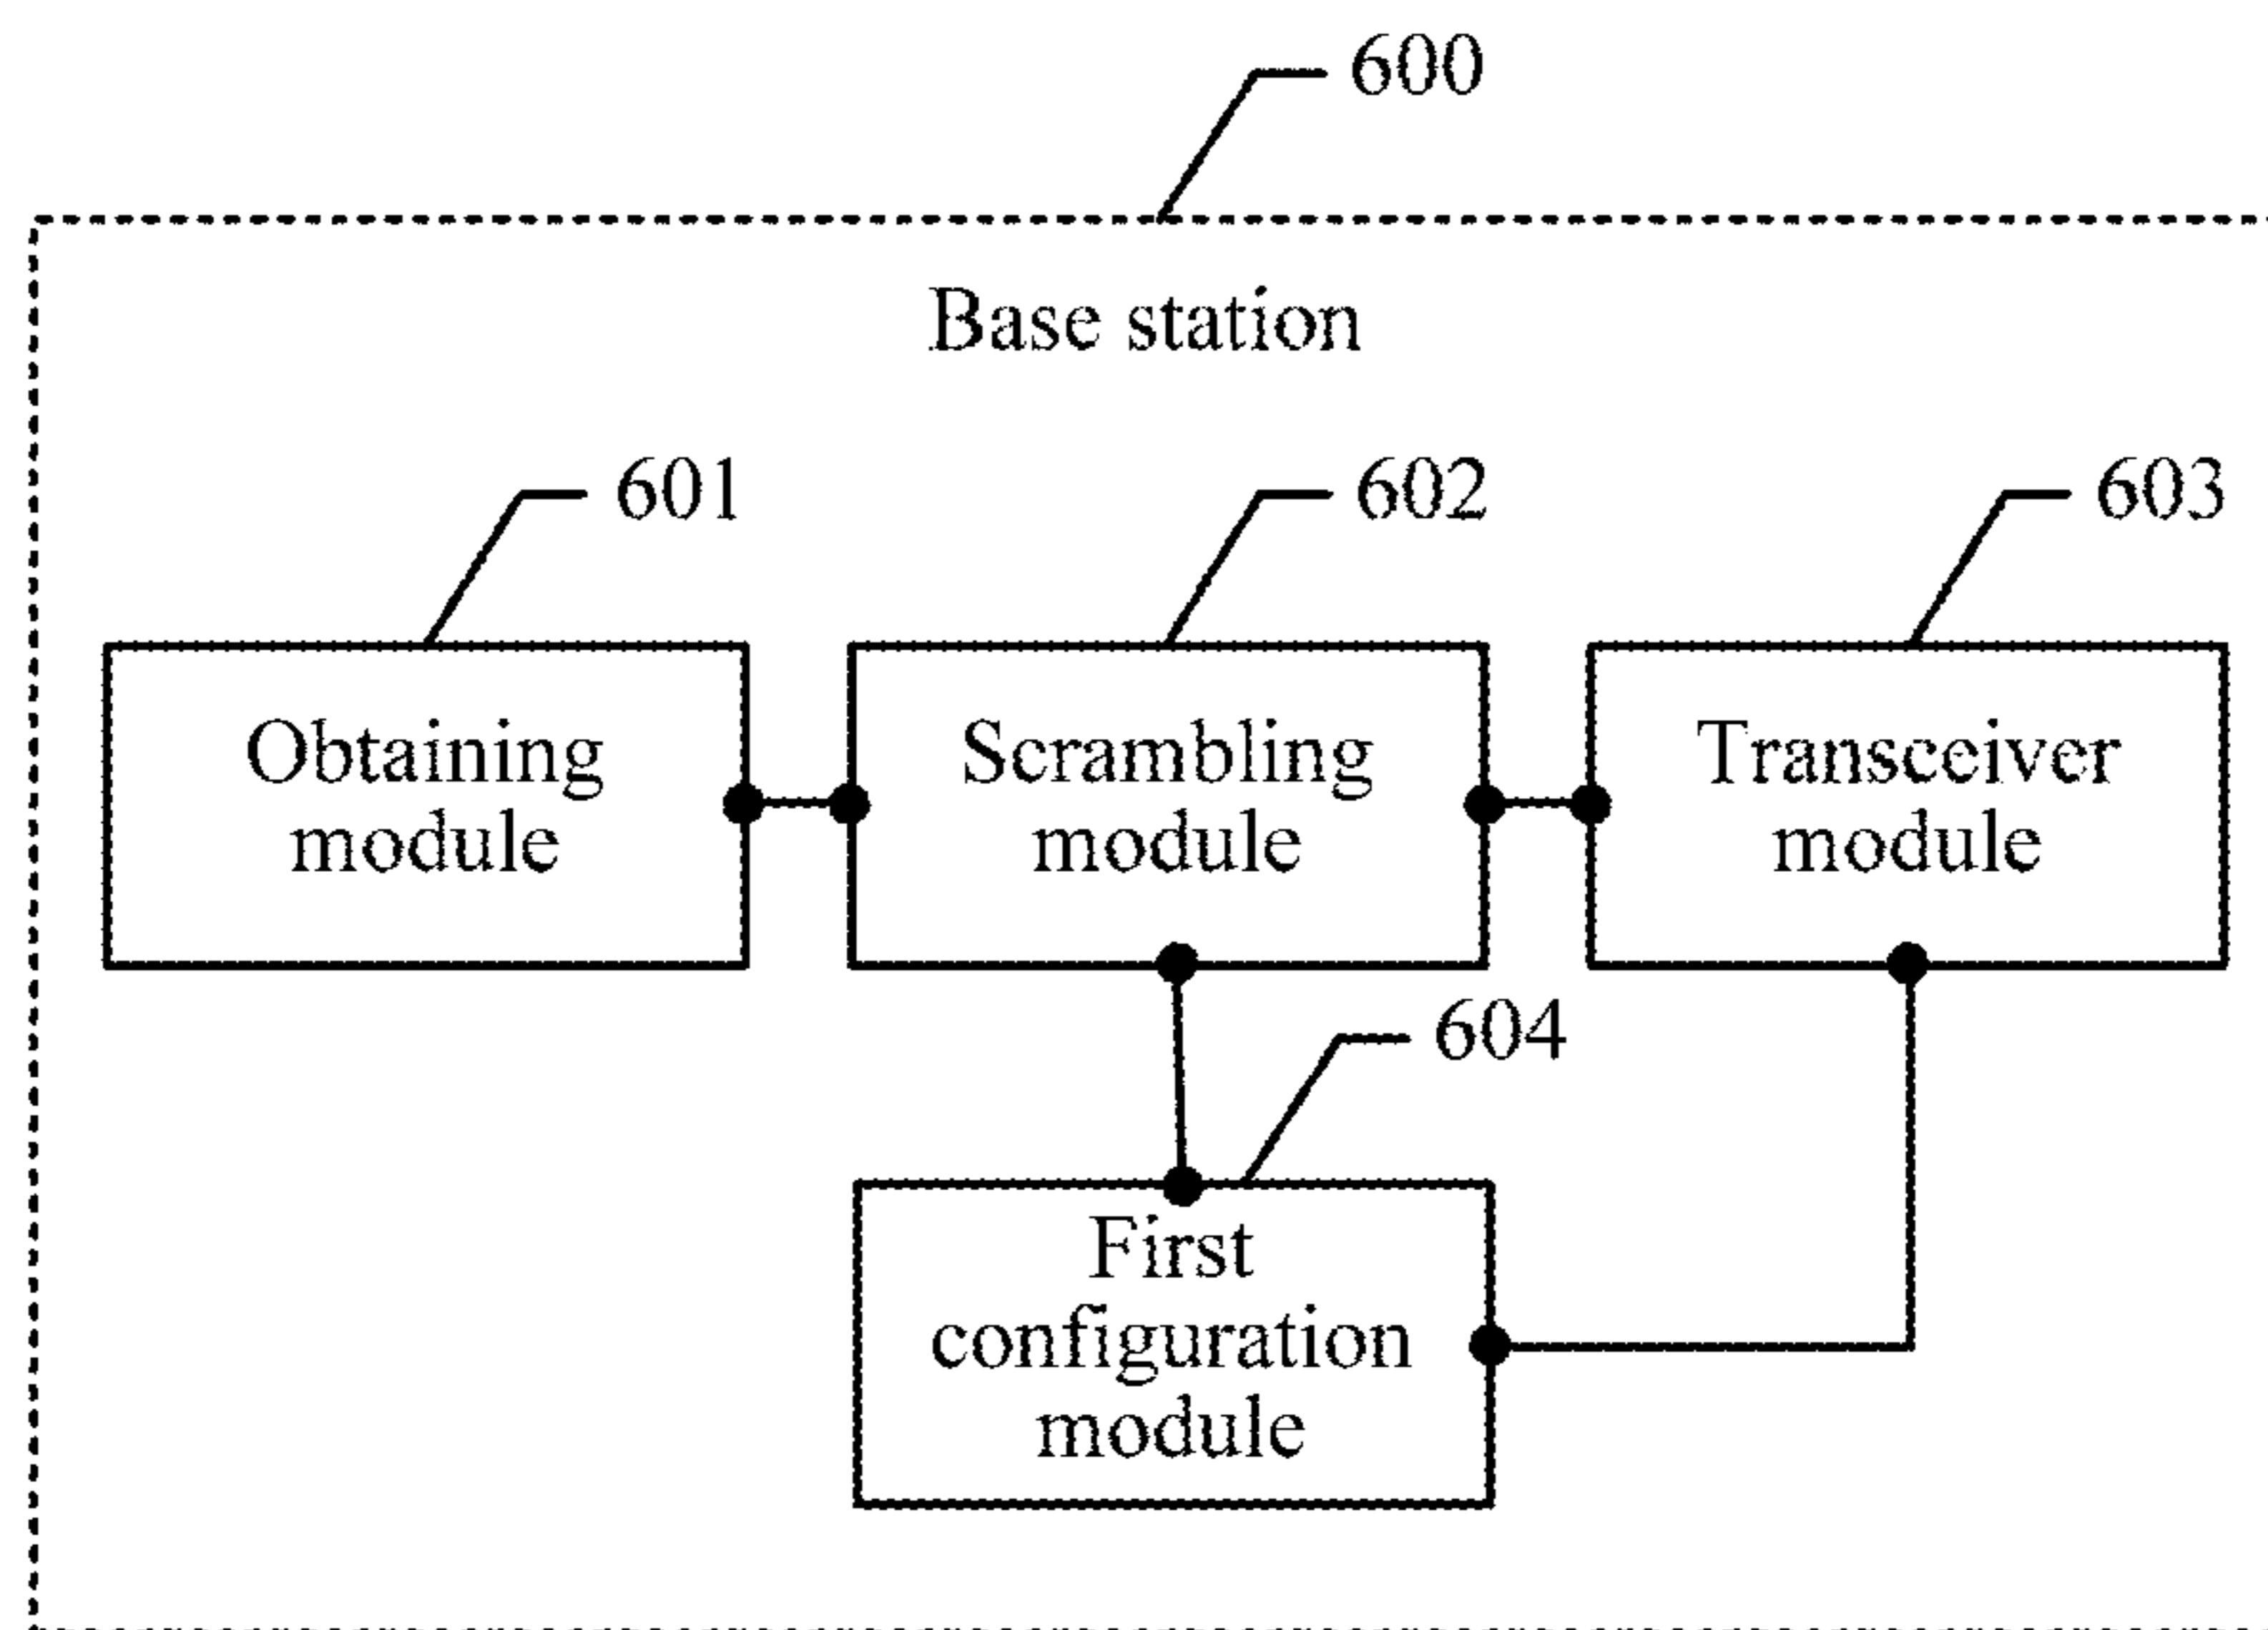 600
Base station
601
602
603
Obtaining
module
Scrambling
module
Transceiver
module
604
First
configuration
module